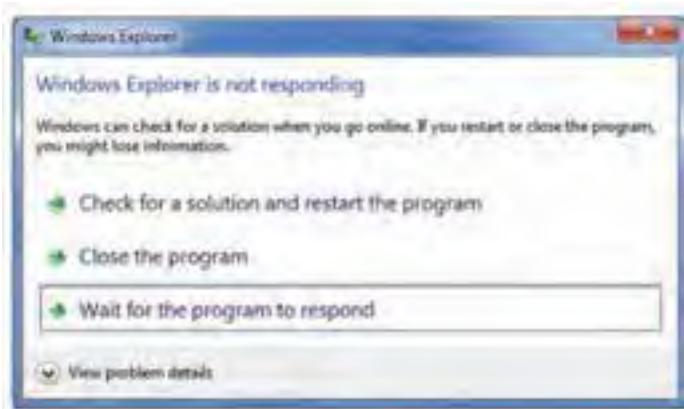 Windows Explorer
Windows Explorer is not responding
Windows can check for a solution when you go online. If you restart or close the program,
you might lose information.
Check for a solution and restart the program
Close the program
Wait for the program to respond
View problem details